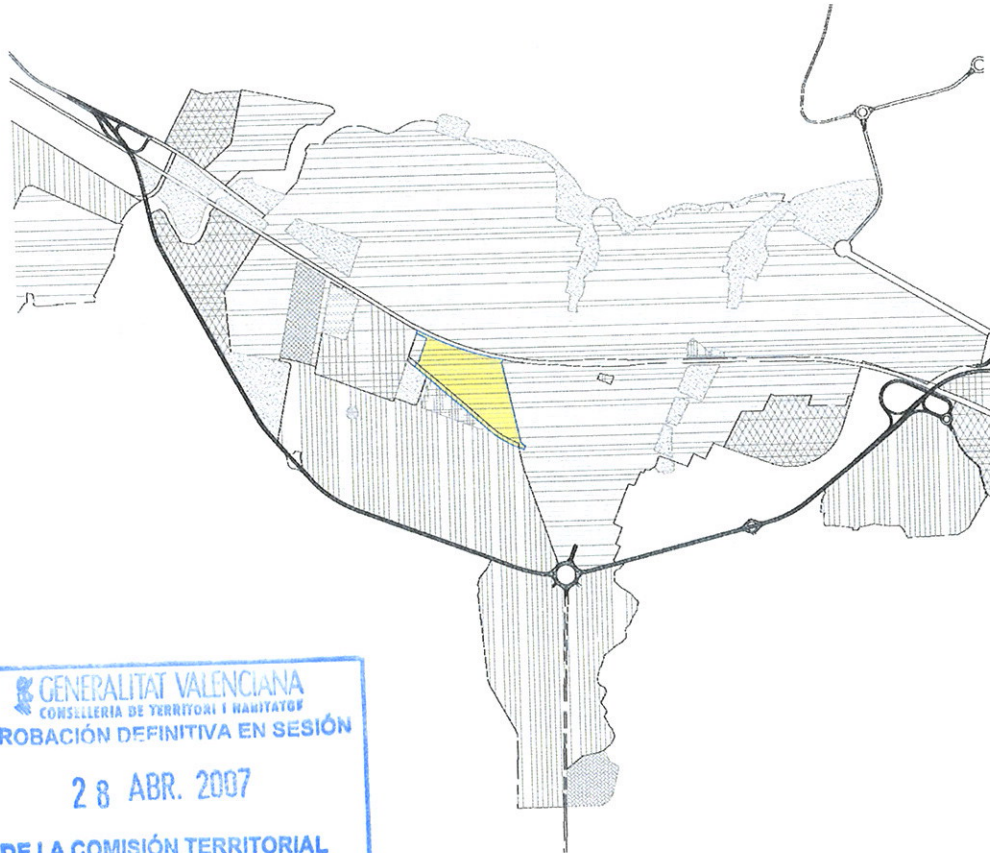 GENERALITAT VALENCIANA
CONSELLERIA DE TERRITORI I HABITATGE
ROBACIÓN DEFINITIVA EN SESIÓN
28 ABR. 2007
DE LA COMISIÓN TERRITORIAL